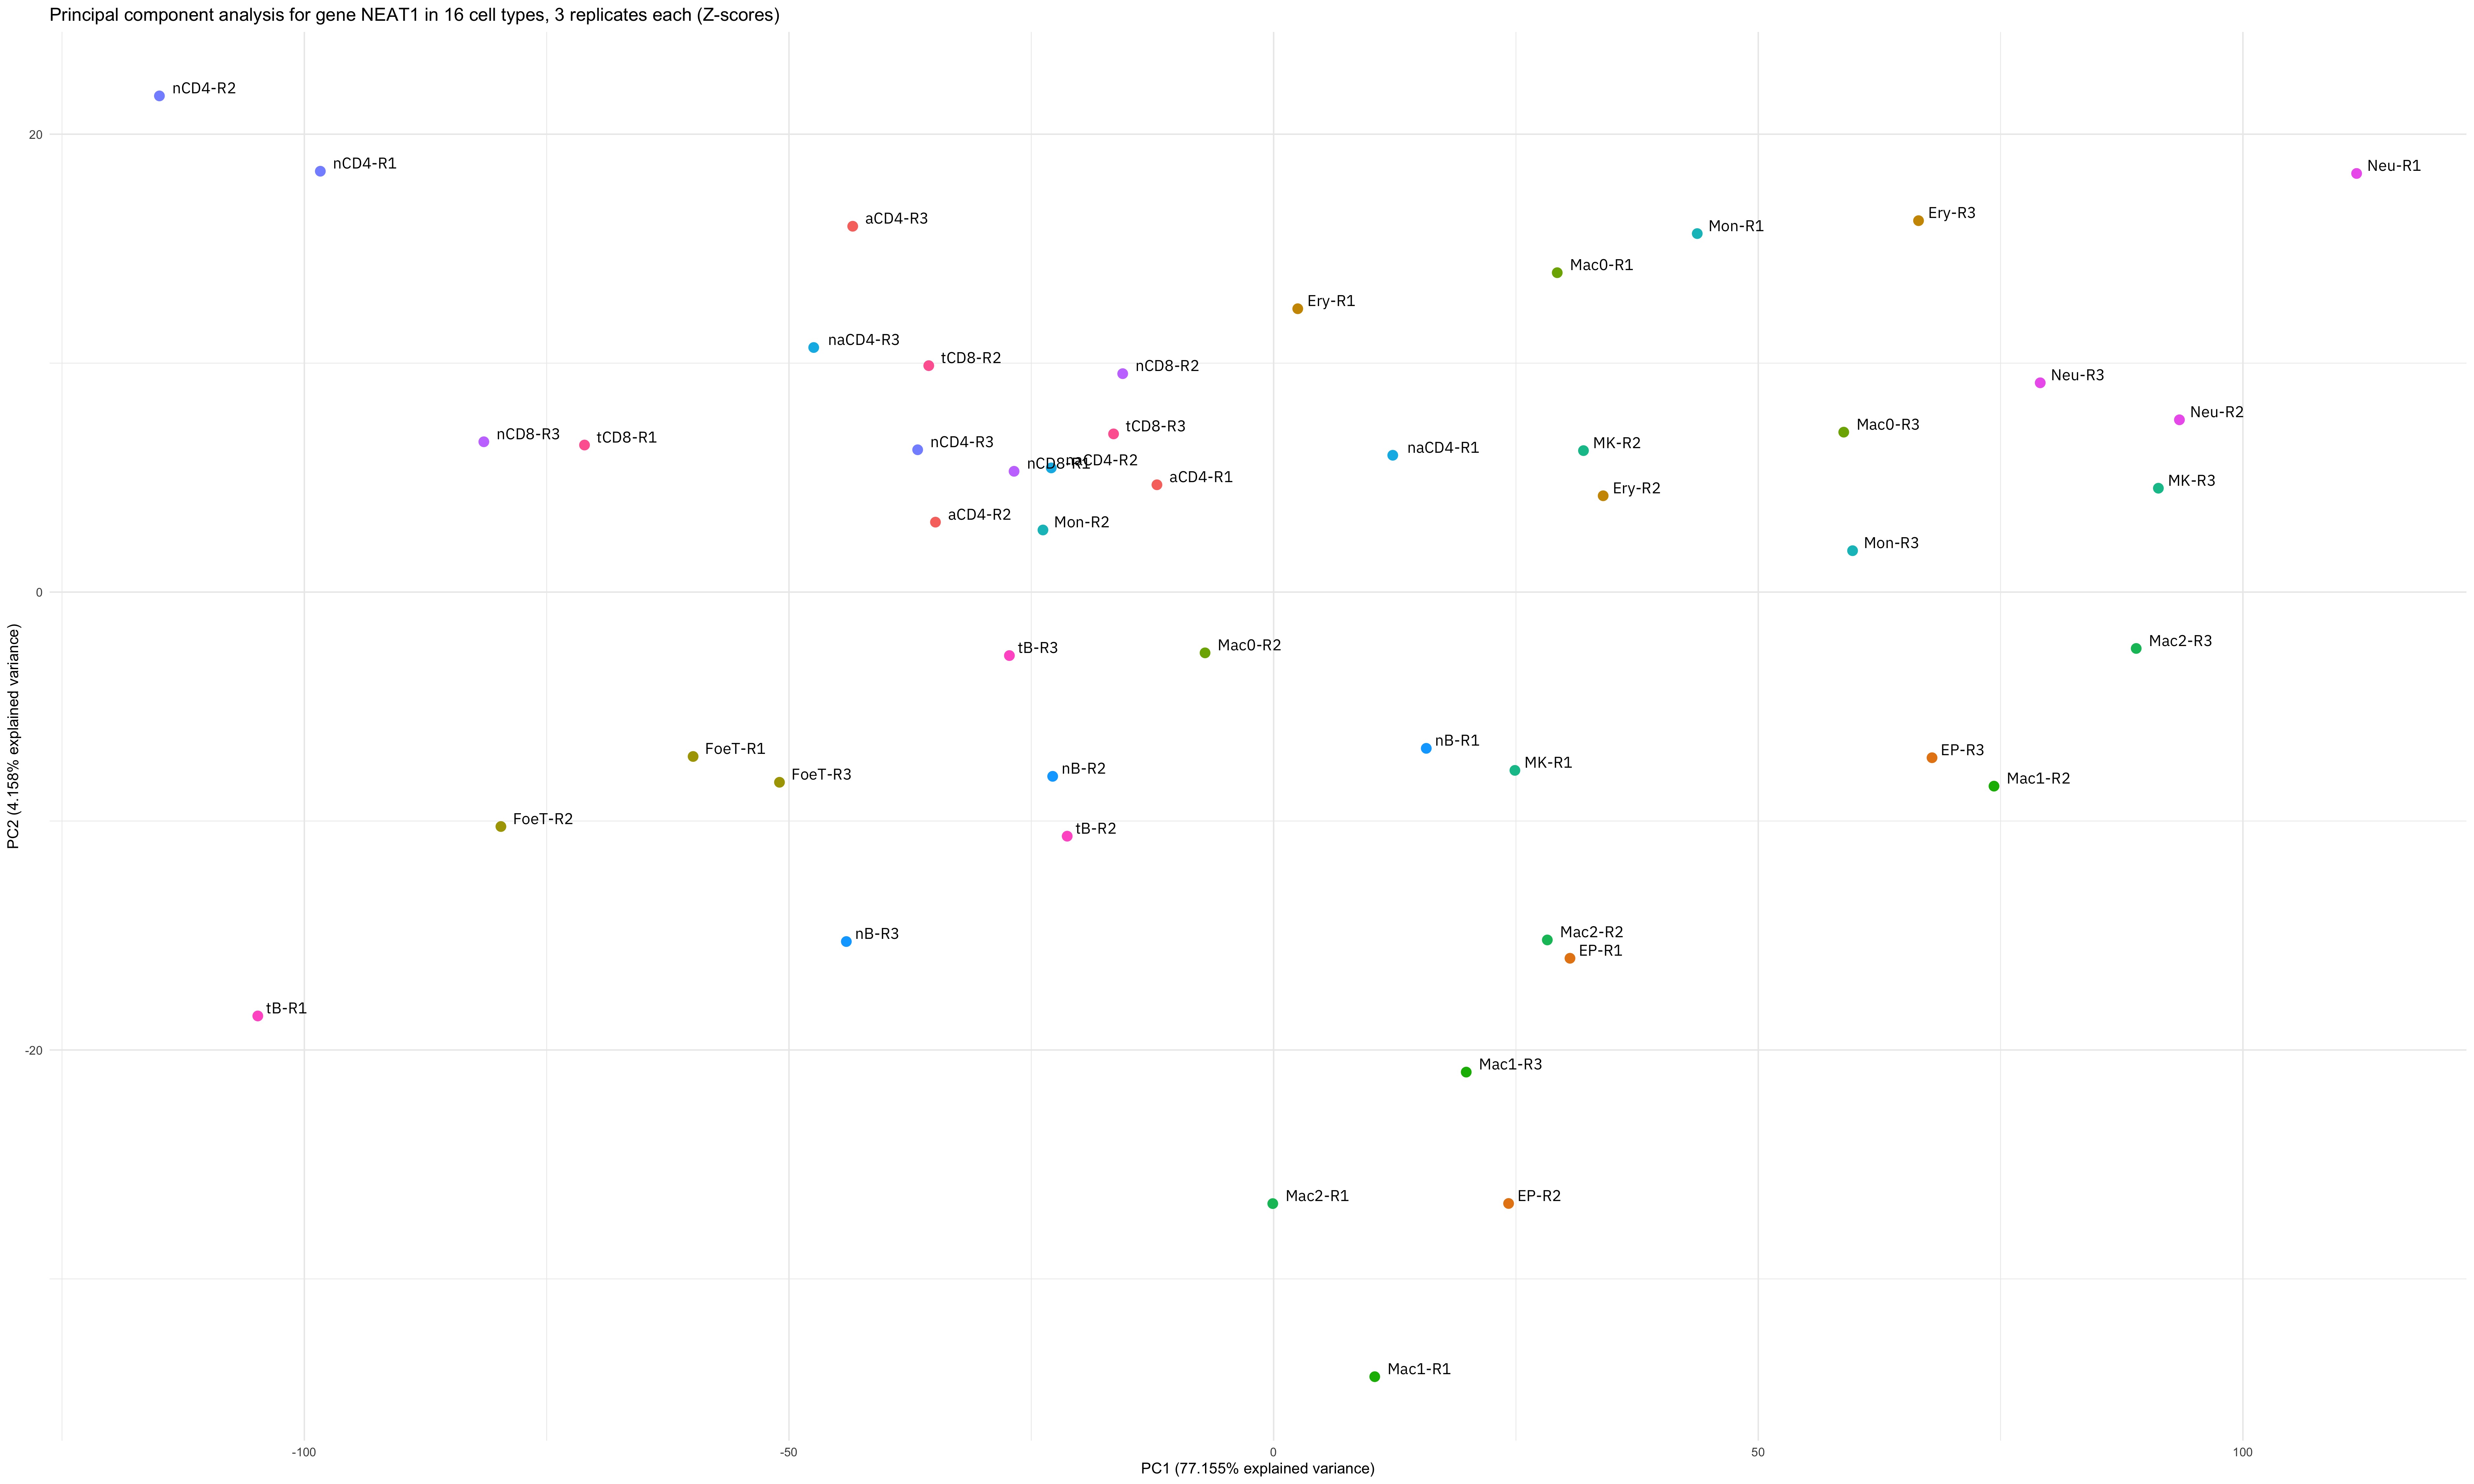 Principal component analysis for gene NEAT1 in 16 cell types, 3 replicates each (Z-scores)
nCD4-R2
20
nCD4-R1
Neu-R1
aCD4-R3
Ery-R3
Mon-R1
Mac0-R1
Ery-R1
naCD4-R3
tCD8-R2
nCD8-R2
Neu-R3
Neu-R2
nCD8-R3
tCD8-R1
nCD4-R3
tCD8-R3
Mac0-R3
naCD4-R1
MK-R2
nCD8-R1
naCD4-R2
aCD4-R1
MK-R3
Ery-R2
aCD4-R2
Mon-R2
Mon-R3
0
tB-R3
Mac0-R2
Mac2-R3
nB-R1
FoeT-R1
EP-R3
MK-R1
nB-R2
FoeT-R3
Mac1-R2
FoeT-R2
tB-R2
nB-R3
Mac2-R2
EP-R1
tB-R1
-20
Mac1-R3
Mac2-R1
EP-R2
Mac1-R1
PC2 (4.158% explained variance)
-100
-50
0
50
100
PC1 (77.155% explained variance)